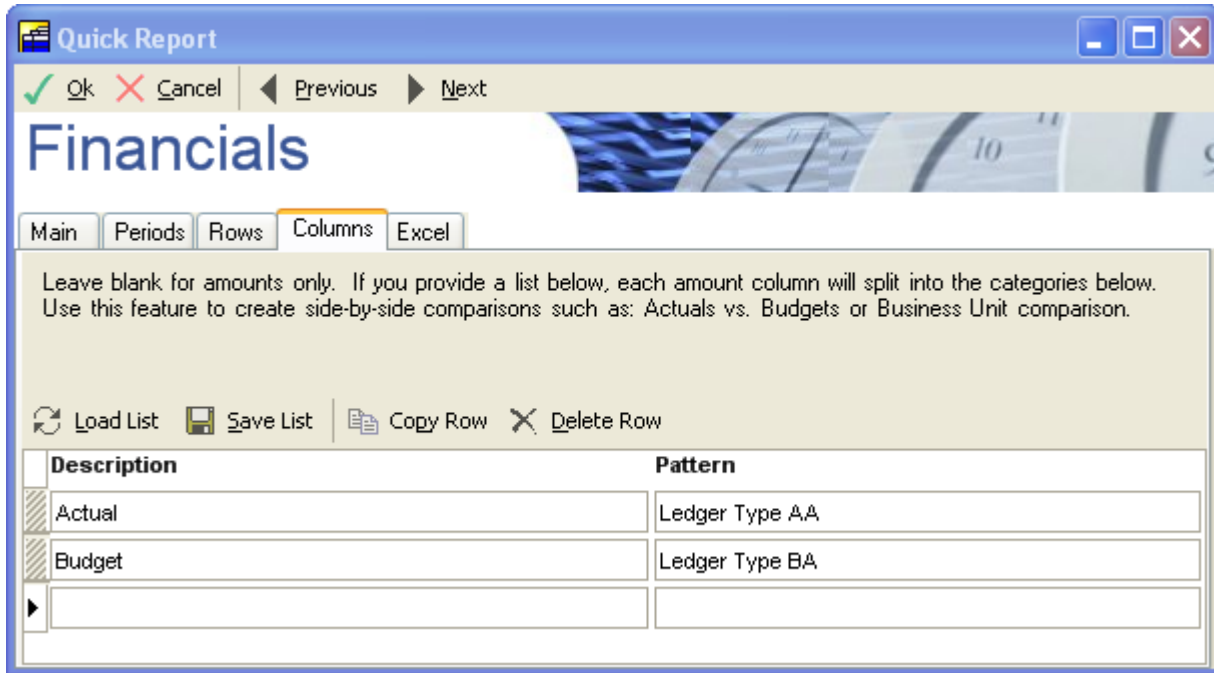 Quick Report
Ok Cancel Previous Next
Financials
11
10
9
Main Periods Rows Columns Excel
Leave blank for amounts only. If you provide a list below, each amount column will split into the categories below.
Use this feature to create side-by-side comparisons such as: Actuals vs. Budgets or Business Unit comparison.
Load List Save List Copy Row Delete Row
Description Pattern
Actual Ledger Type AA
Budget Ledger Type BA